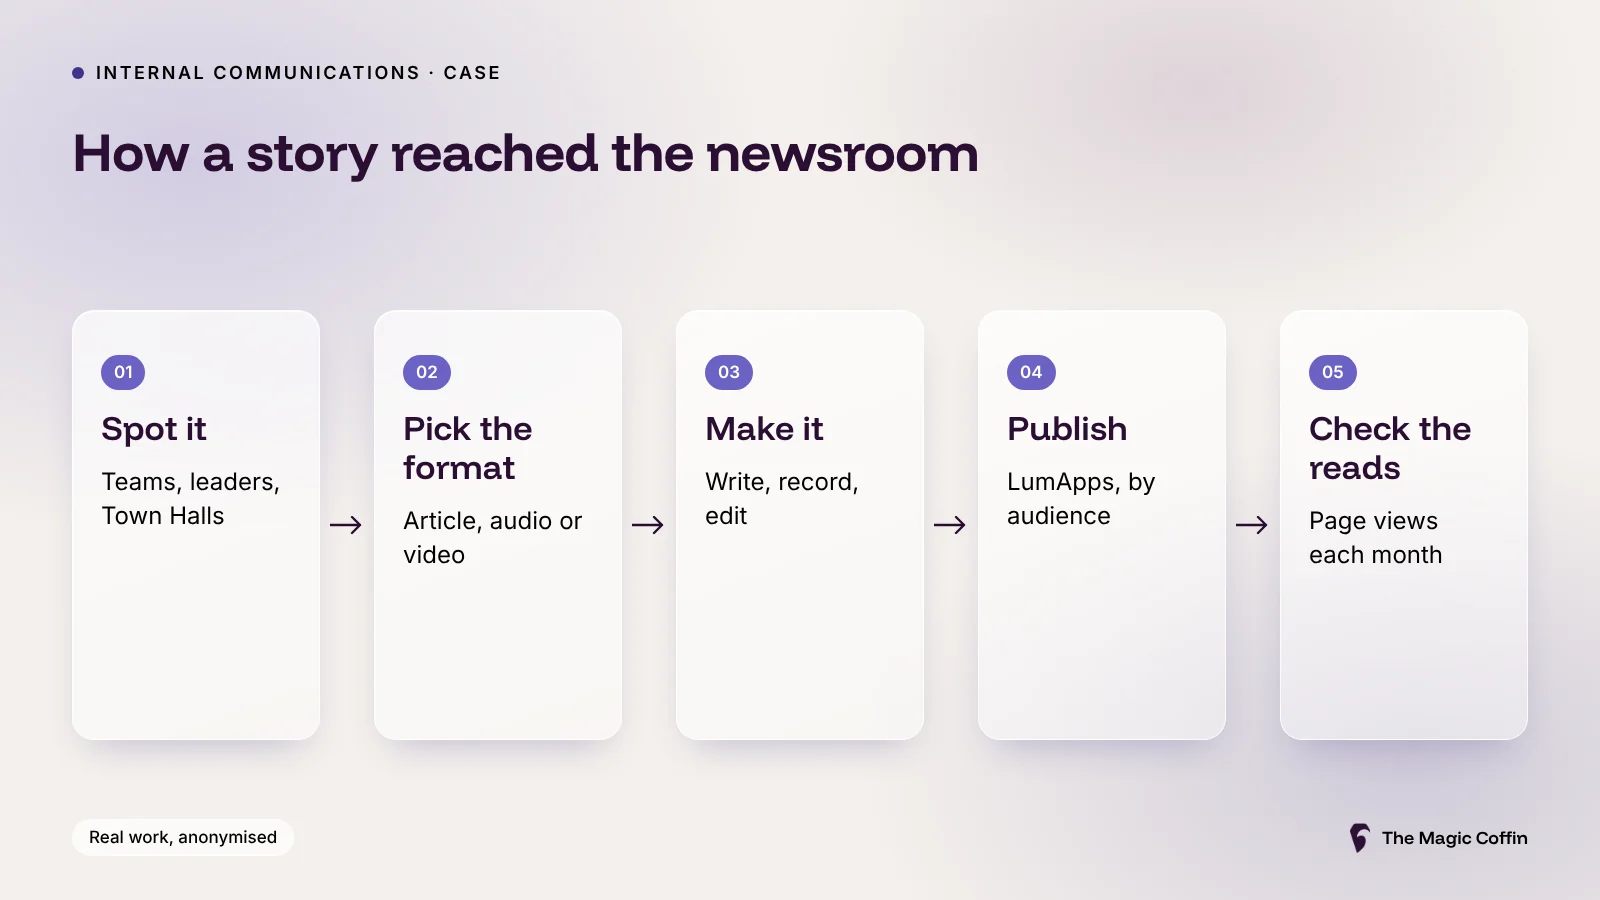 INTERNAL COMMUNICATIONS · CASE
How a story reached the newsroom
01
Spot it
Teams, leaders,
Town Halls
02
Pick the
format
Article, audio or
video
03
Make it
Write, record,
edit
04
Publish
LumApps, by
audience
05
Check the
reads
Page views
each month
Real work, anonymised
The Magic Coffin